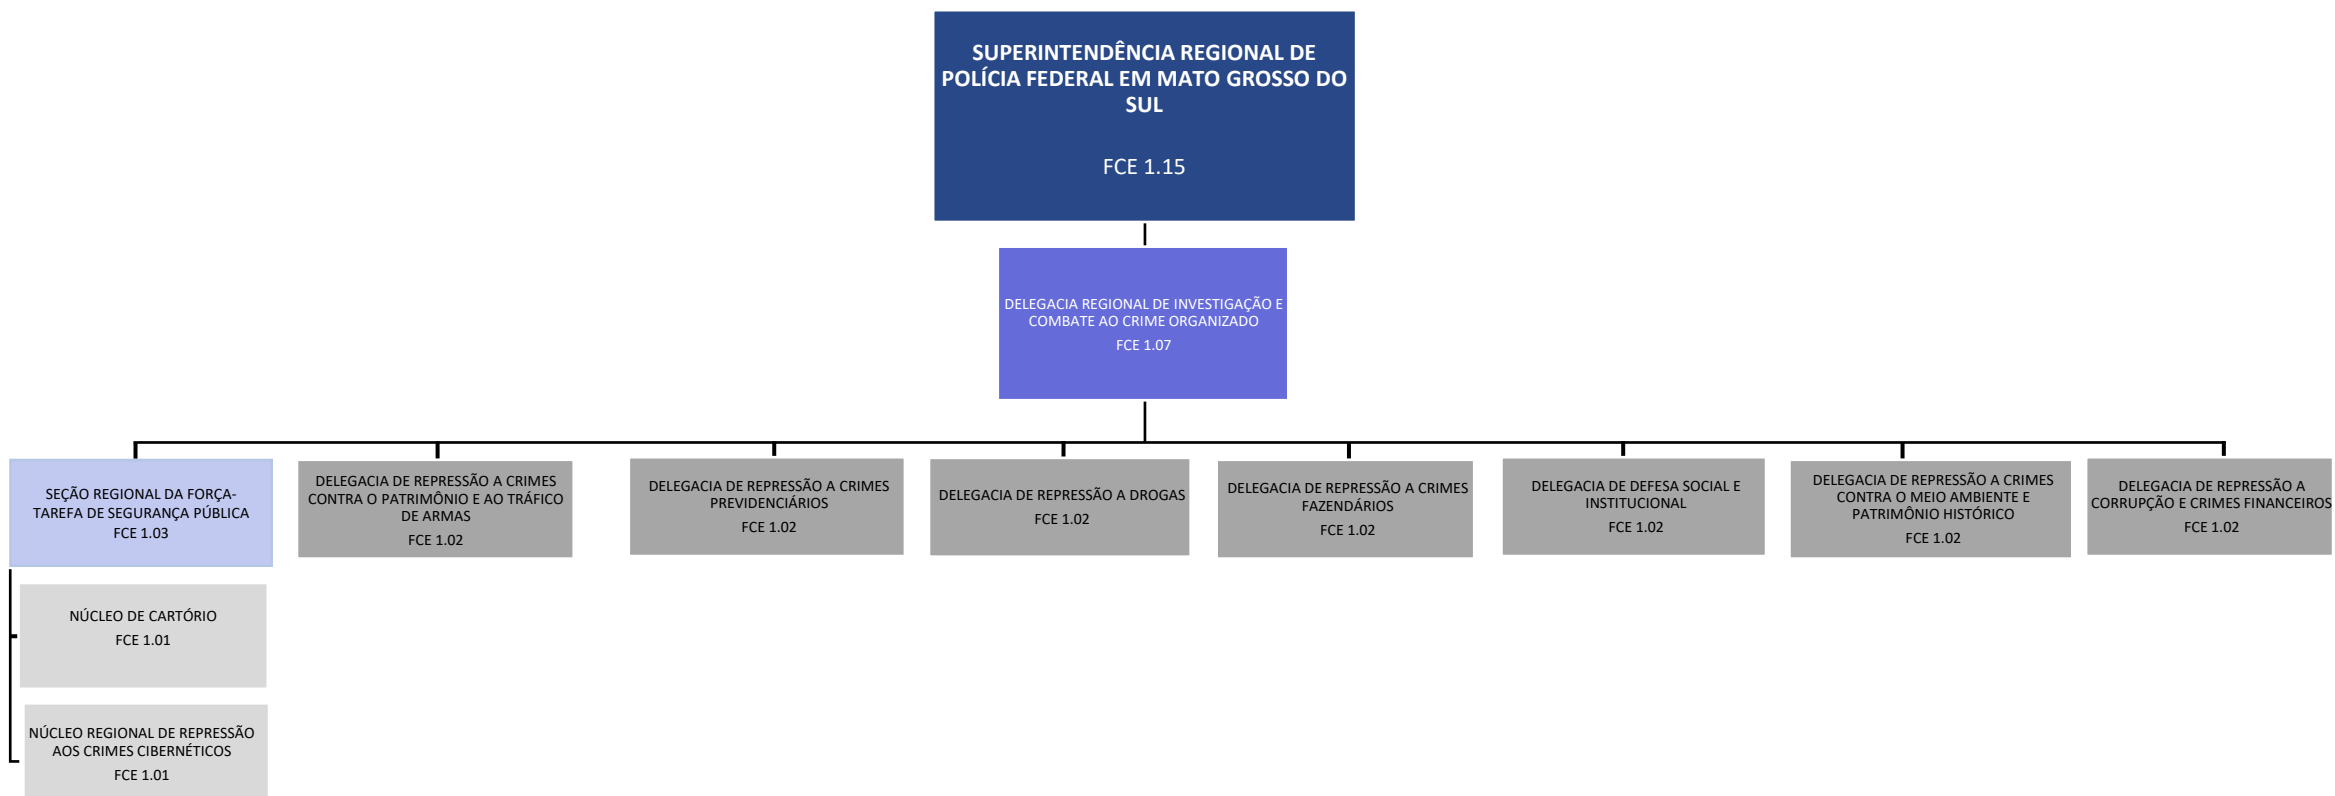 SUPERINTENDÊNCIA REGIONAL DE
POLÍCIA FEDERAL EM MATO GROSSO DO
SUL
FCE 1.15
DELEGACIA REGIONAL DE INVESTIGAÇÃO E
COMBATE AO CRIME ORGANIZADO
FCE 1.07
SEÇÃO REGIONAL DA FORÇA-
TAREFA DE SEGURANÇA PÚBLICA
FCE 1.03
DELEGACIA DE REPRESSÃO A CRIMES
CONTRA O PATRIMÔNIO E AO TRÁFICO
DE ARMAS
FCE 1.02
DELEGACIA DE REPRESSÃO A CRIMES
PREVIDENCIÁRIOS
FCE 1.02
DELEGACIA DE REPRESSÃO A DROGAS
FCE 1.02
DELEGACIA DE REPRESSÃO A CRIMES
FAZENDÁRIOS
FCE 1.02
DELEGACIA DE DEFESA SOCIAL E
INSTITUCIONAL
FCE 1.02
DELEGACIA DE REPRESSÃO A CRIMES
CONTRA O MEIO AMBIENTE E
PATRIMÔNIO HISTÓRICO
FCE 1.02
DELEGACIA DE REPRESSÃO A
CORRUPÇÃO E CRIMES FINANCEIROS
FCE 1.02
NÚCLEO DE CARTÓRIO
FCE 1.01
NÚCLEO REGIONAL DE REPRESSÃO
AOS CRIMES CIBERNÉTICOS
FCE 1.01